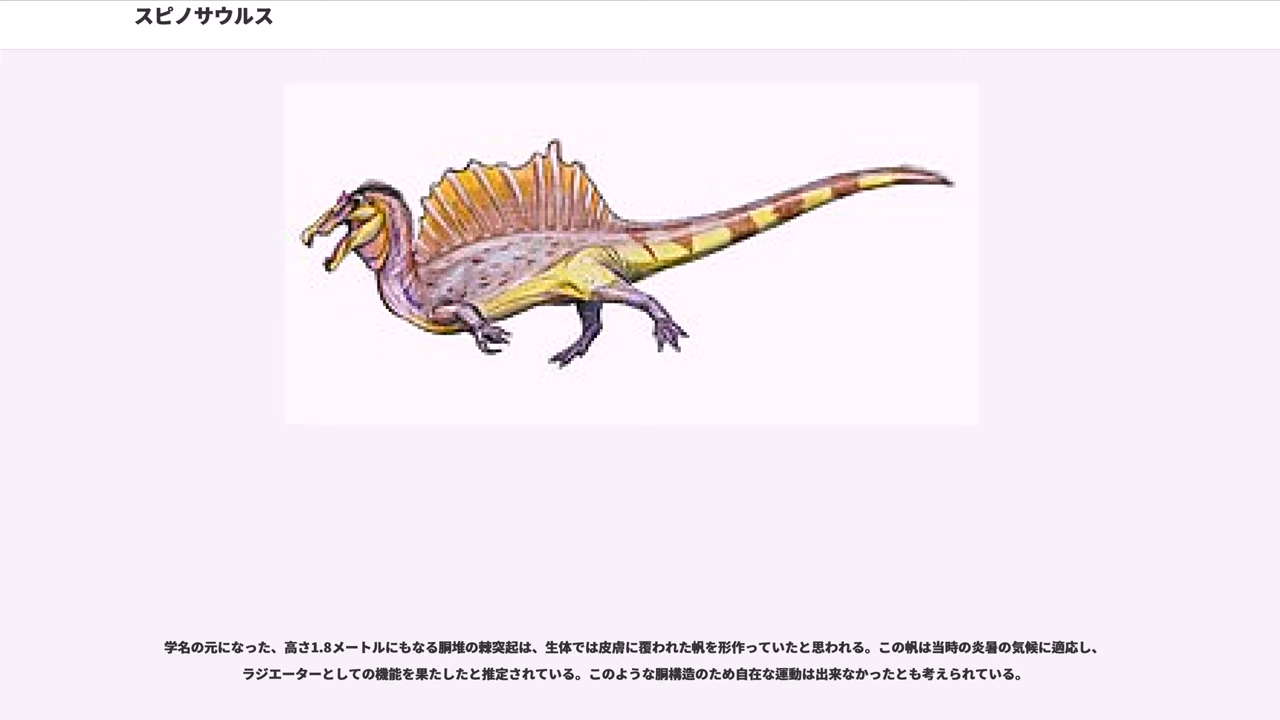 スピノサウルス
学名の元になった、高さ1.8メートルにもなる胴堆の棘突起は、生体では皮膚に覆われた帆を形作っていたと思われる。この帆は当時の炎暑の気候に適応し、
ラジエーターとしての機能を果たしたと推定されている。このような胴構造のため自在な運動は出来なかったとも考えられている。